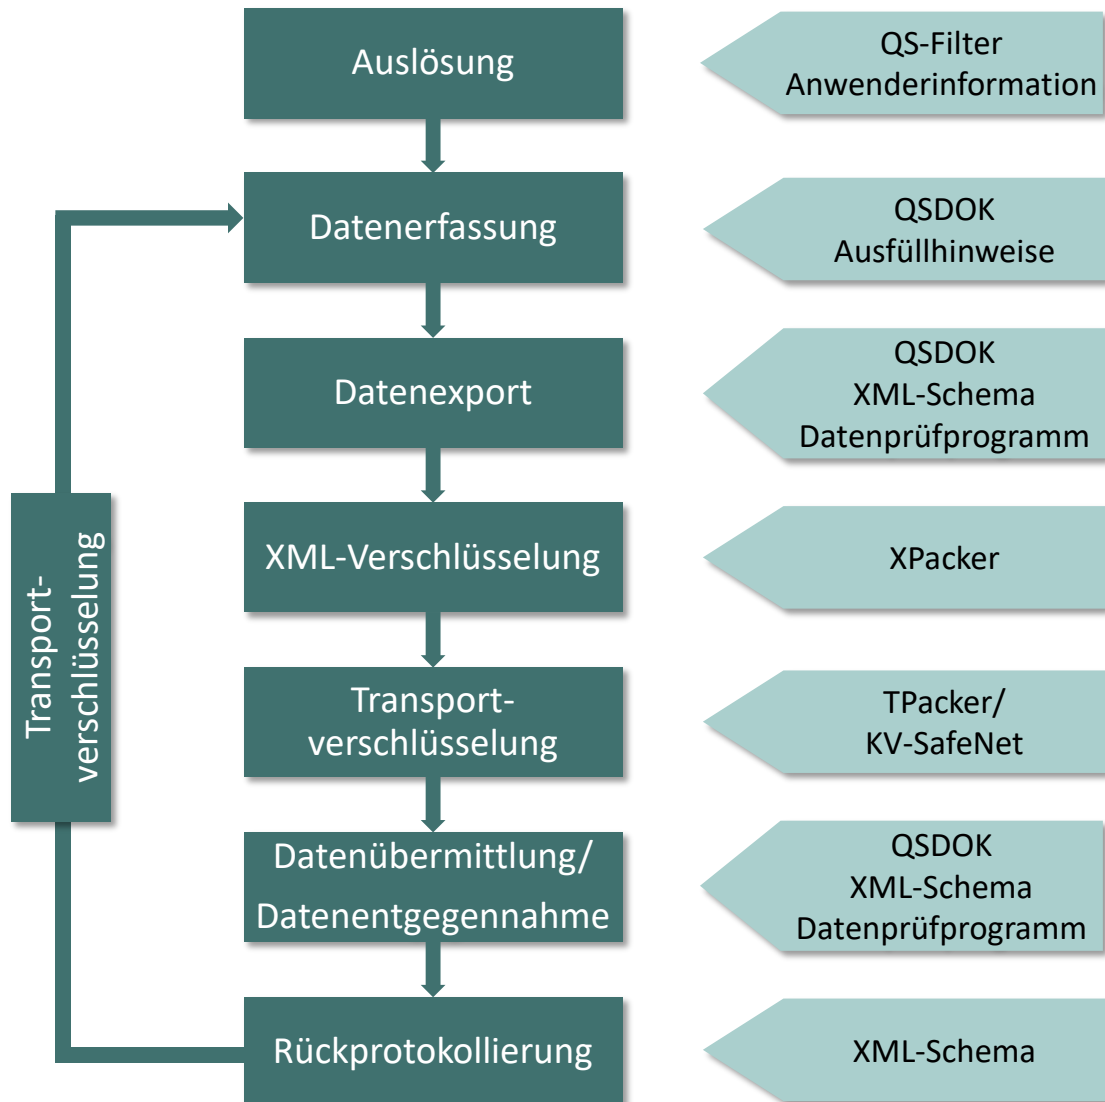 Auslösung
QS-Filter
Anwenderinformation
Datenerfassung
QSDOK
Ausfüllhinweise
Datenexport
QSDOK
XML-Schema
Datenprüfprogramm
XML-Verschlüsselung
XPacker
Transport-
verschlüsselung
Transport-
verschlüsselung
TPacker/
KV-SafeNet
Datenübermittlung/
Datenentgegennahme
QSDOK
XML-Schema
Datenprüfprogramm
Rückprotokollierung
XML-Schema